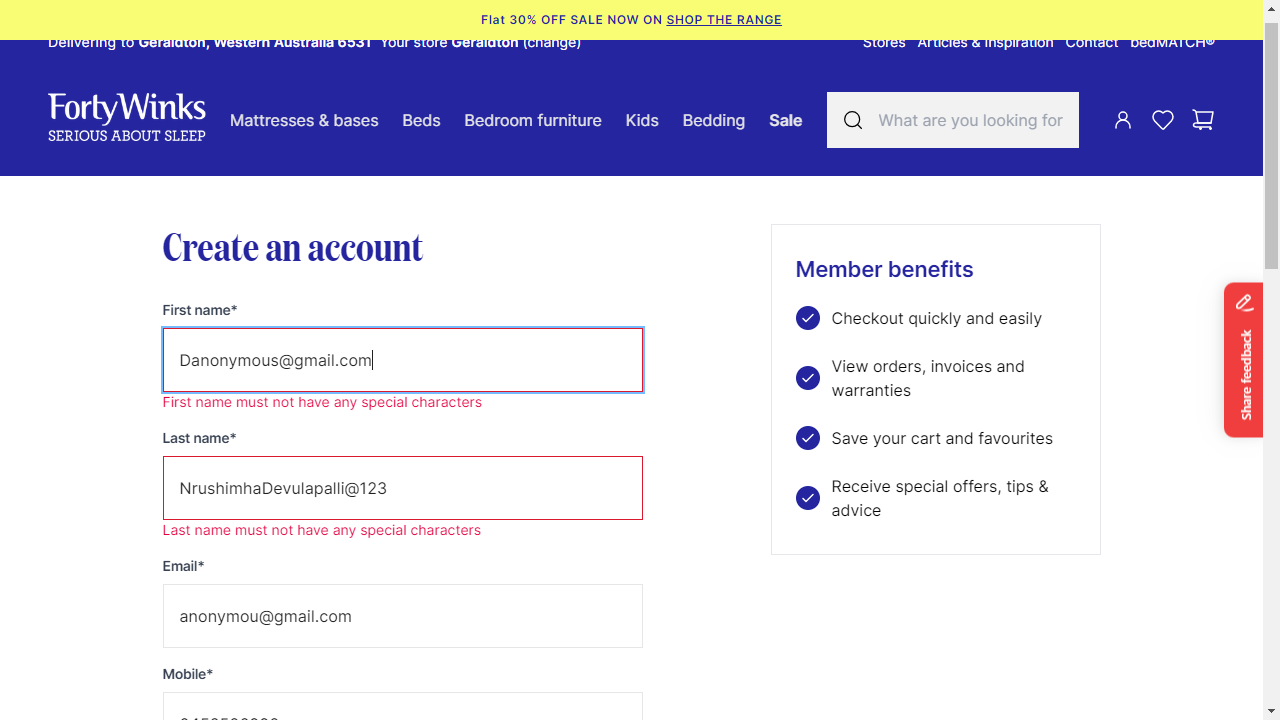 Flat 30% OFF SALE NOW ON SHOP THE RANGE
Delivering to Geraldton, Western Australia 6531 Your store Geraldton (change)
Stores Articles & Inspiration Contact bedMATCH®
FortyWinks
SERIOUS ABOUT SLEEP
Mattresses & bases Beds Bedroom furniture Kids Bedding Sale
What are you looking for
Create an account
First name*
Danonymous@gmail.com
First name must not have any special characters
Last name*
NrushimhaDevulapalli@123
Last name must not have any special characters
Email*
anonymou@gmail.com
Mobile*
Member benefits
Checkout quickly and easily
View orders, invoices and
warranties
Save your cart and favourites
Receive special offers, tips &
advice
Share feedback